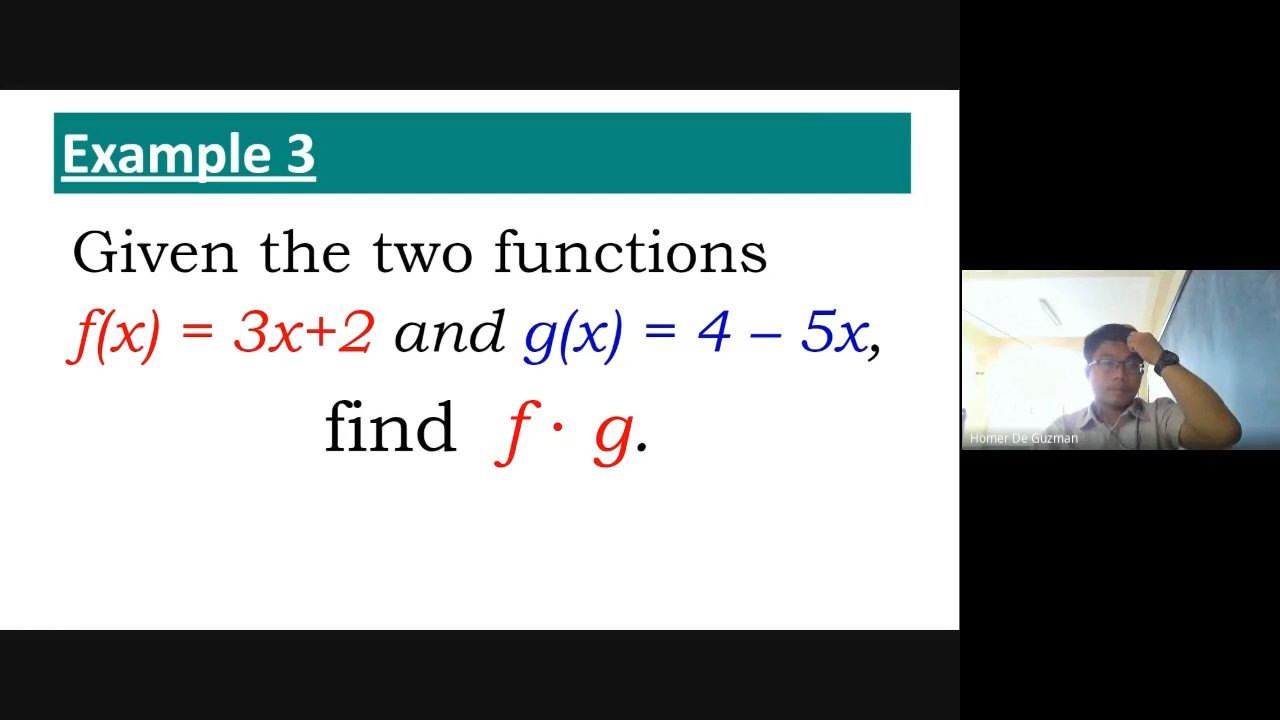 Example 3
Given the two functions
f(x) = 3x+2 and g(x) = 4 – 5x,
find f · g.
Homer De Guzman